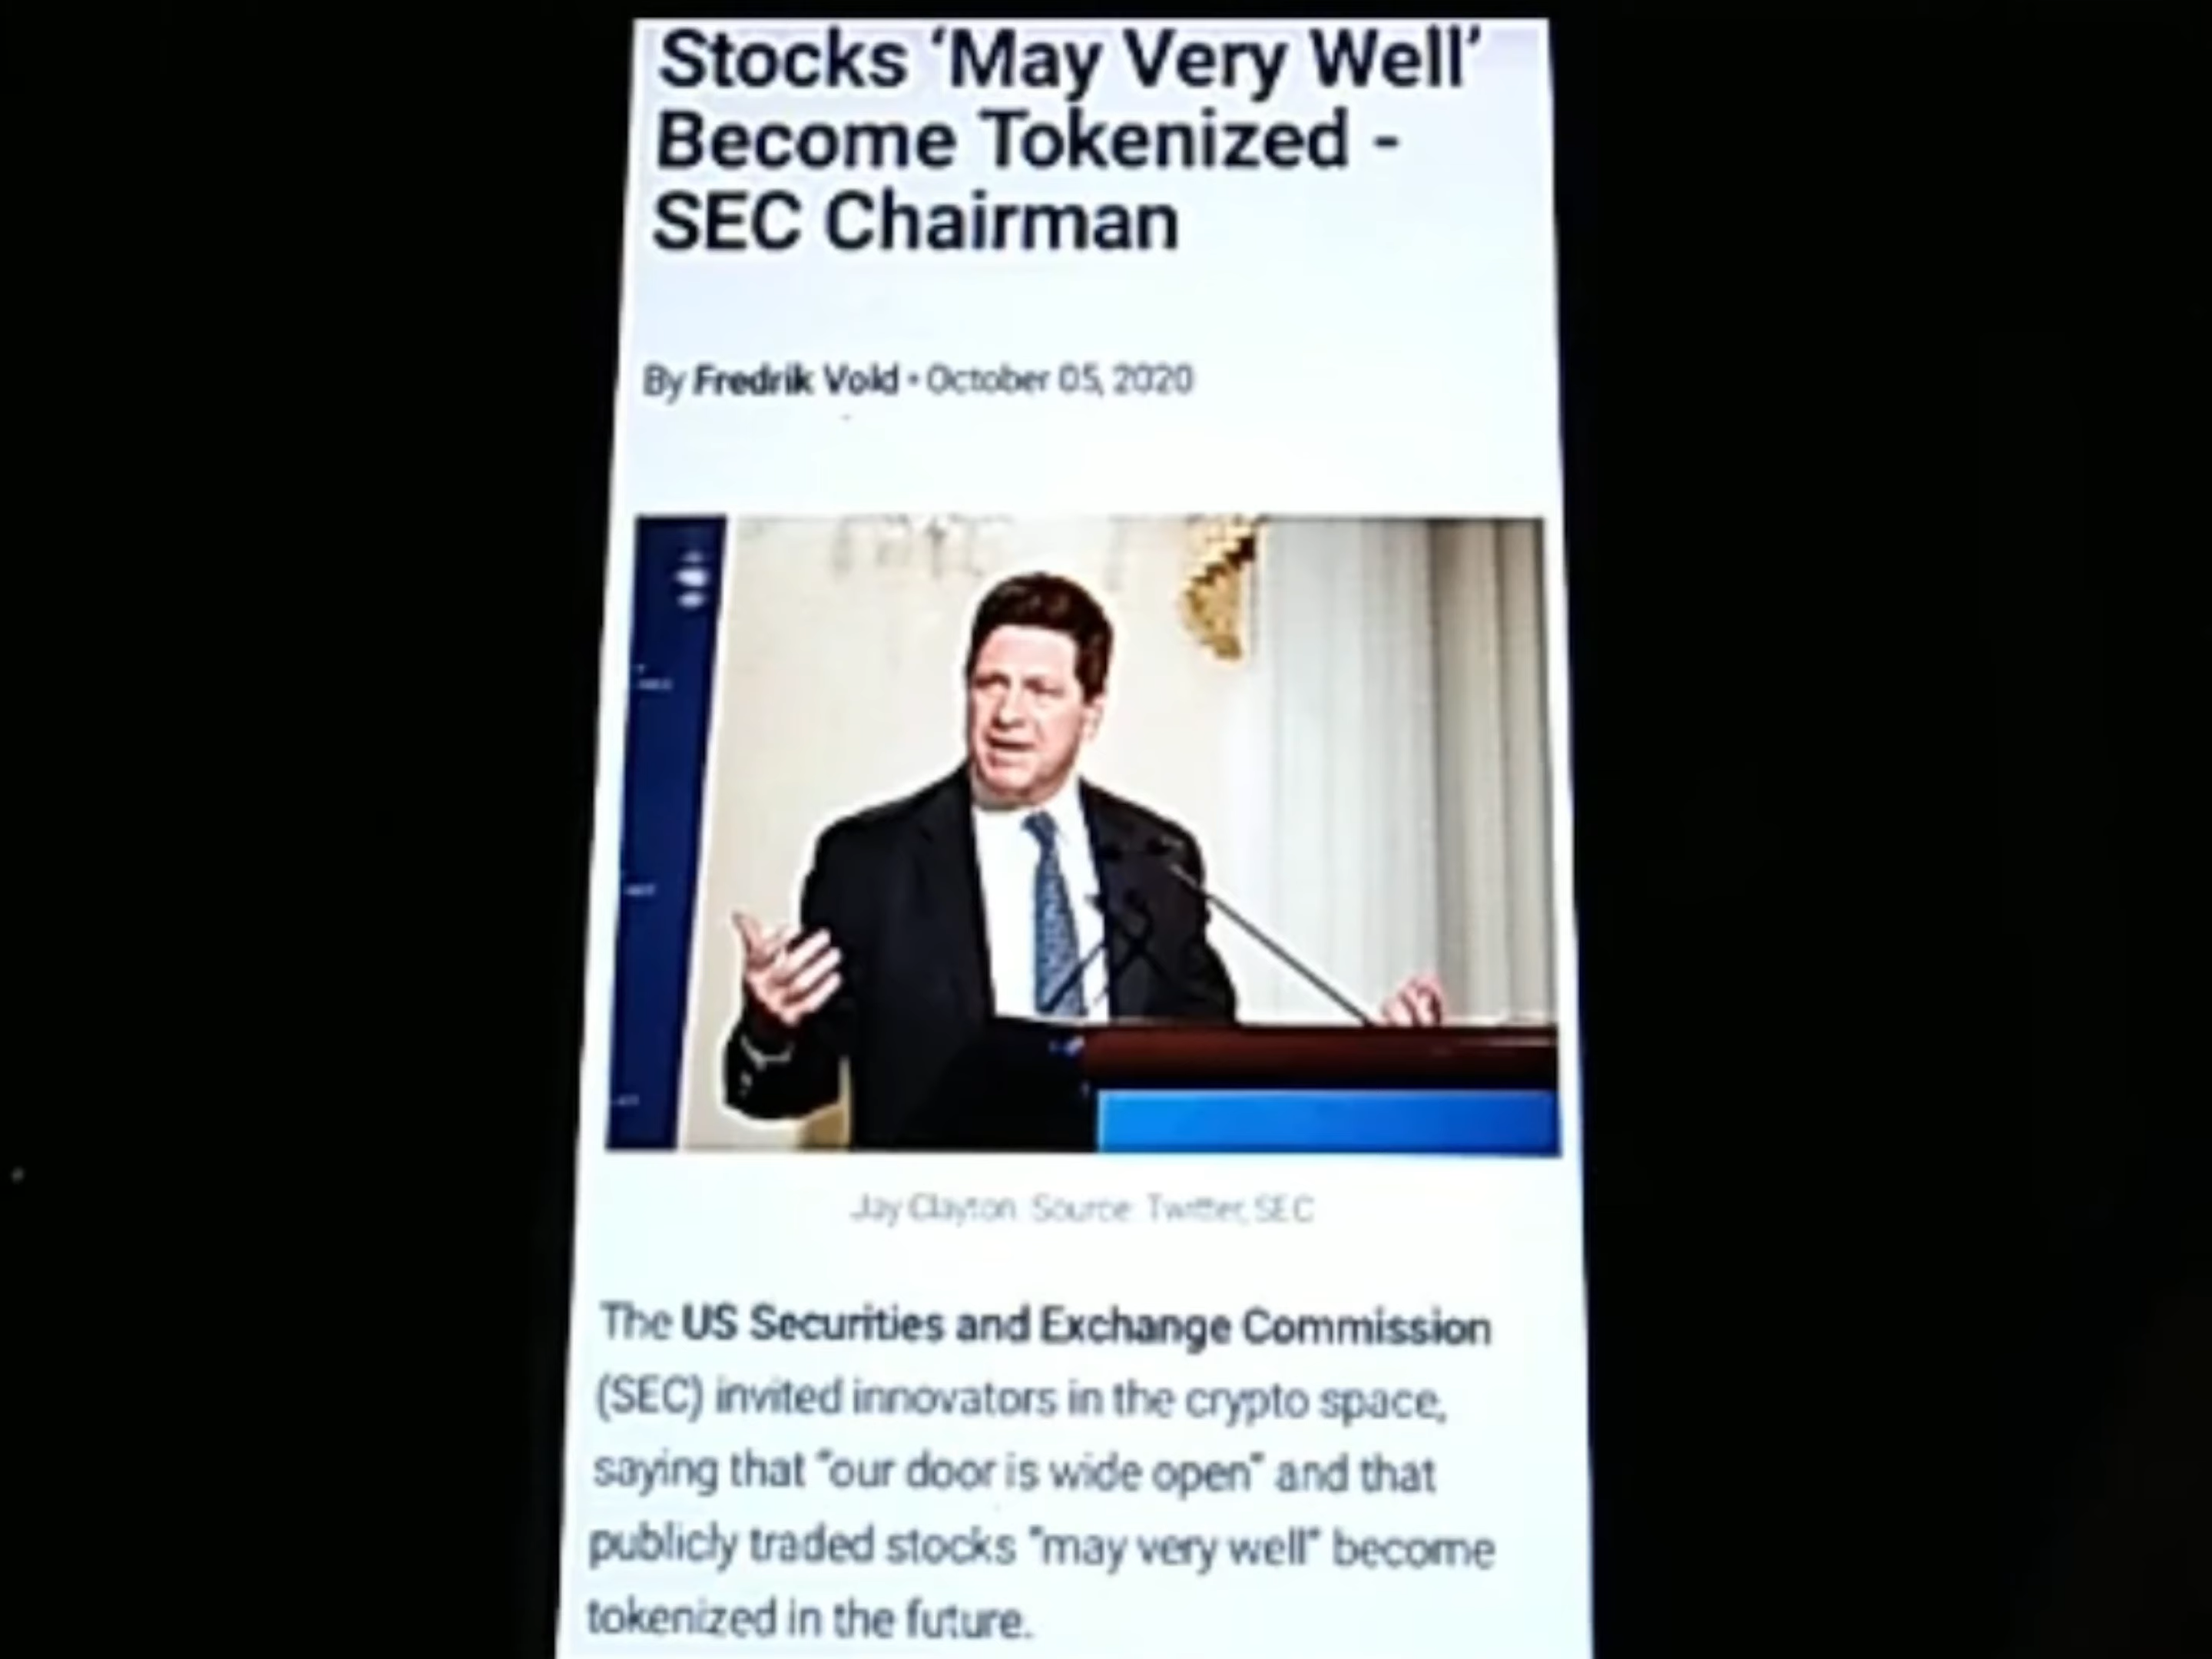 Stocks ‘May Very Well’
Become Tokenized -
SEC Chairman
By Fredrik Vold • October 05, 2020
Jay Clayton. Source: Twitter, SEC
The US Securities and Exchange Commission
(SEC) invited innovators in the crypto space,
saying that “our door is wide open” and that
publicly traded stocks “may very well” become
tokenized in the future.